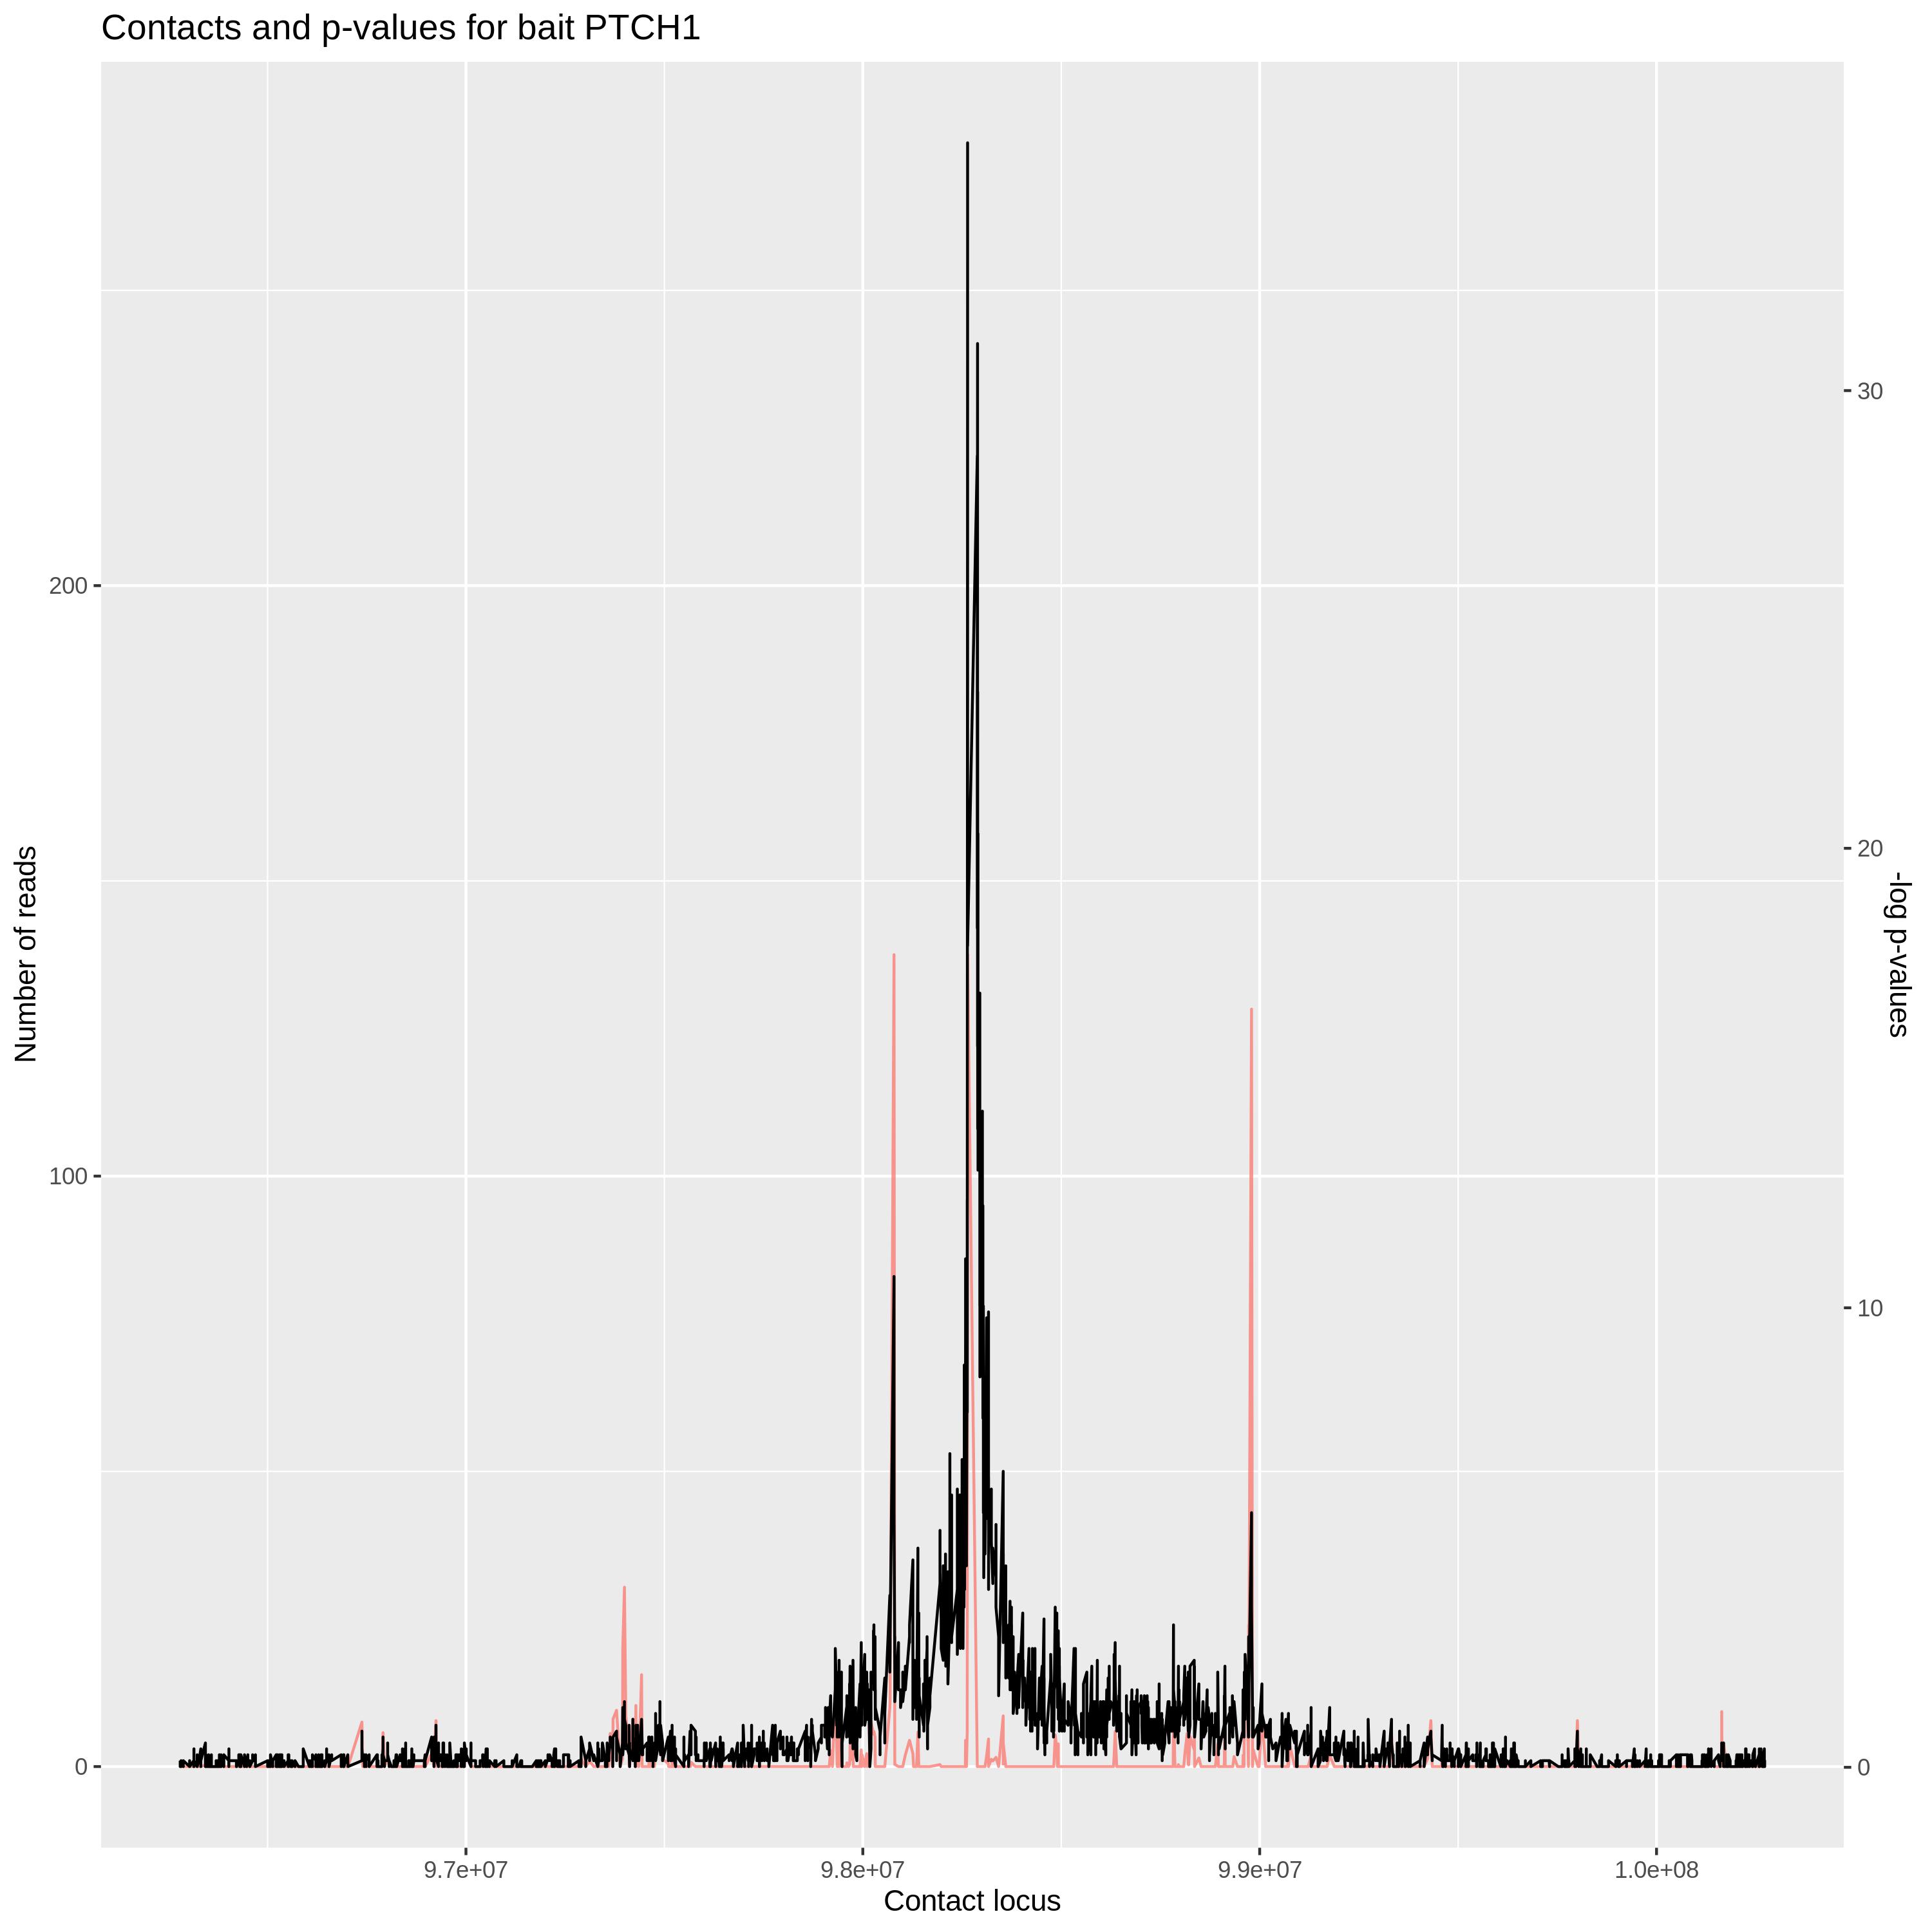 Contacts and p-values for bait PTCH1
Number of reads
200
100
0
30
20
10
0
-log p-values
9.7e+07 9.8e+07 9.9e+07 1.0e+08
Contact locus